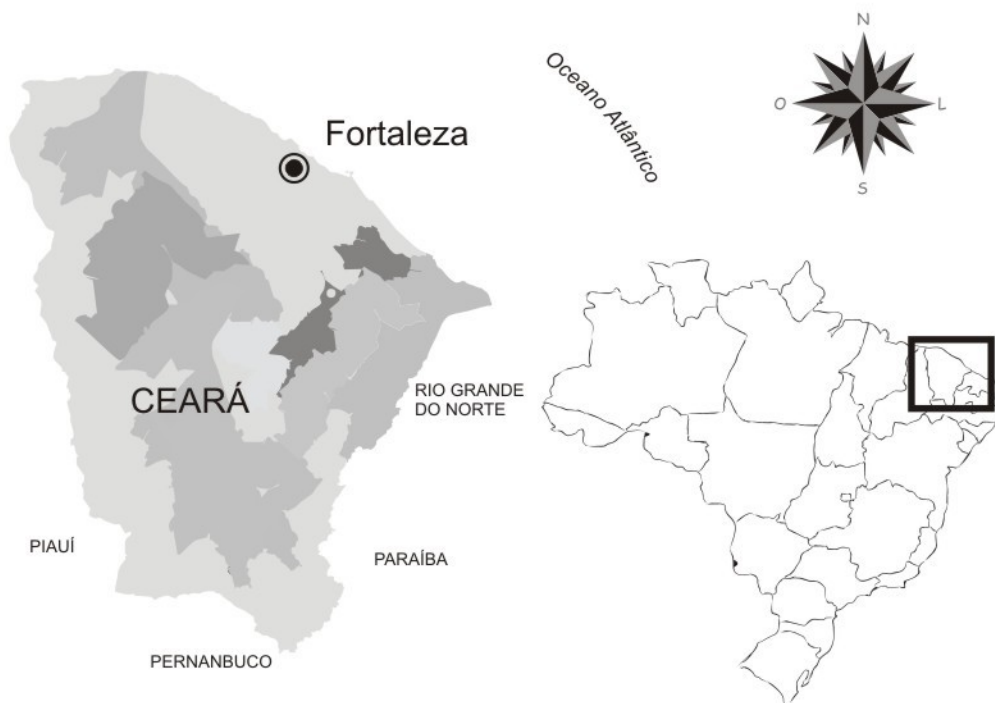 N
Oceano Atlântico
O
L
Fortaleza
S
CEARÁ
RIO GRANDE
DO NORTE
PIAUÍ
PARAÍBA
PERNANBUCO